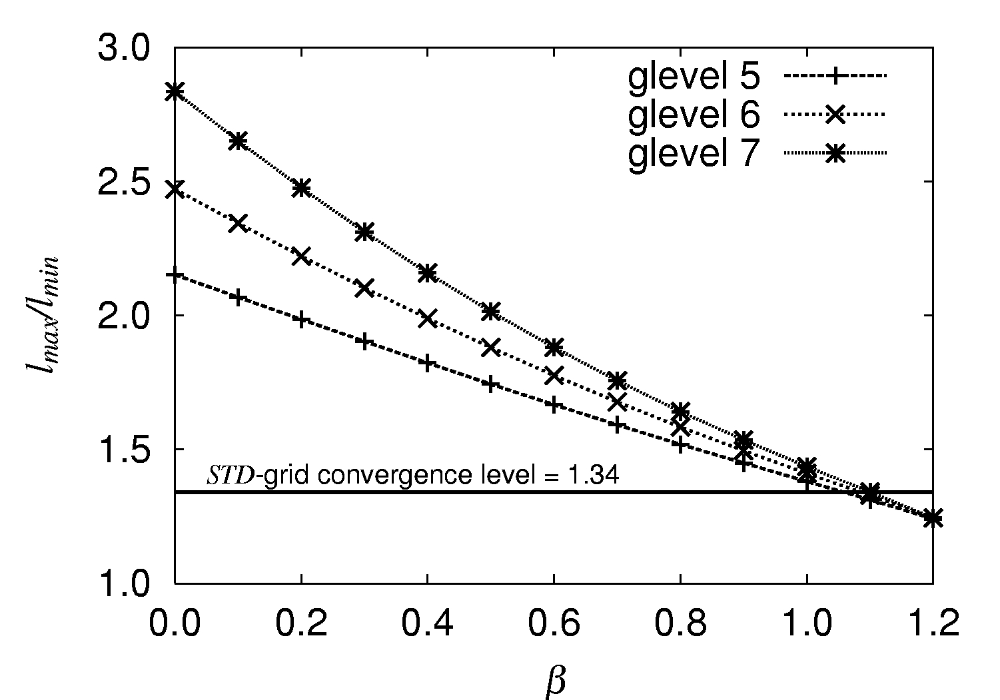 3.0
2.5
2.0
1.5
1.0
0.0 0.2 0.4 0.6 0.8 1.0 1.2
lmax/lmin
β
glevel 5
glevel 6
glevel 7
STD-grid convergence level = 1.34